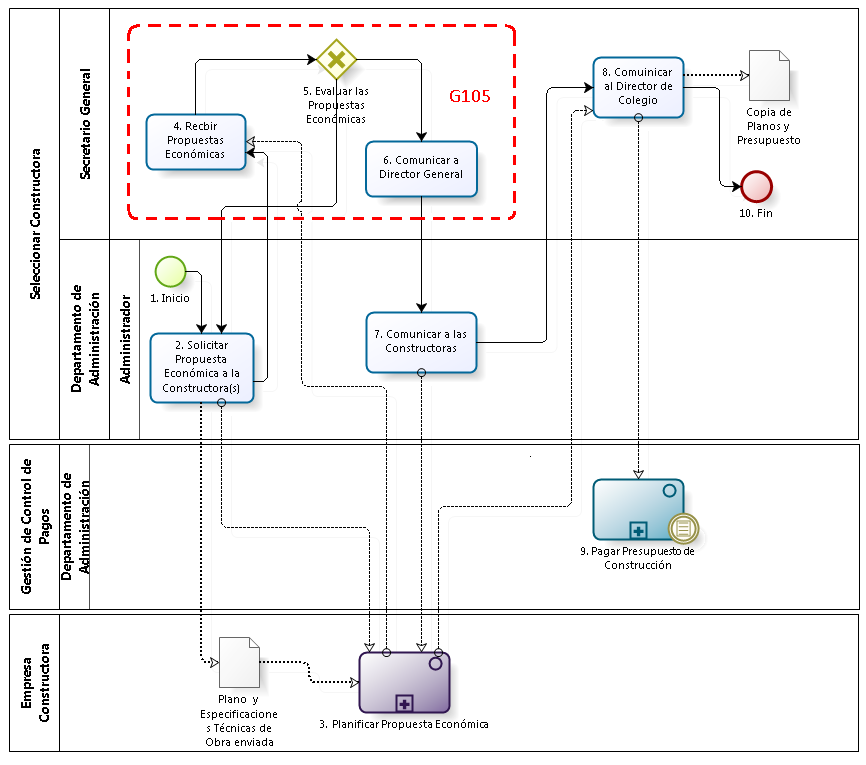 Seleccionar Constructora
Secretario General
G105
5. Evaluar las
Propuestas
Económicas
4. Recbir
Propuestas
Económicas
6. Comunicar a
Director General
8. Comuinicar
al Director de
Colegio
Copia de
Planos y
Presupuesto
10. Fin
Departamento de
Administración
Administrador
1. Inicio
2. Solicitar
Propuesta
Económica a la
Constructora(s)
7. Comunicar a las
Constructoras
Gestión de Control de
Pagos
Departamento de
Administración
9. Pagar Presupuesto de
Construcción
Empresa
Constructora
Plano y
Especificacione
s Técnicas de
Obra enviada
3. Planificar Propuesta Económica